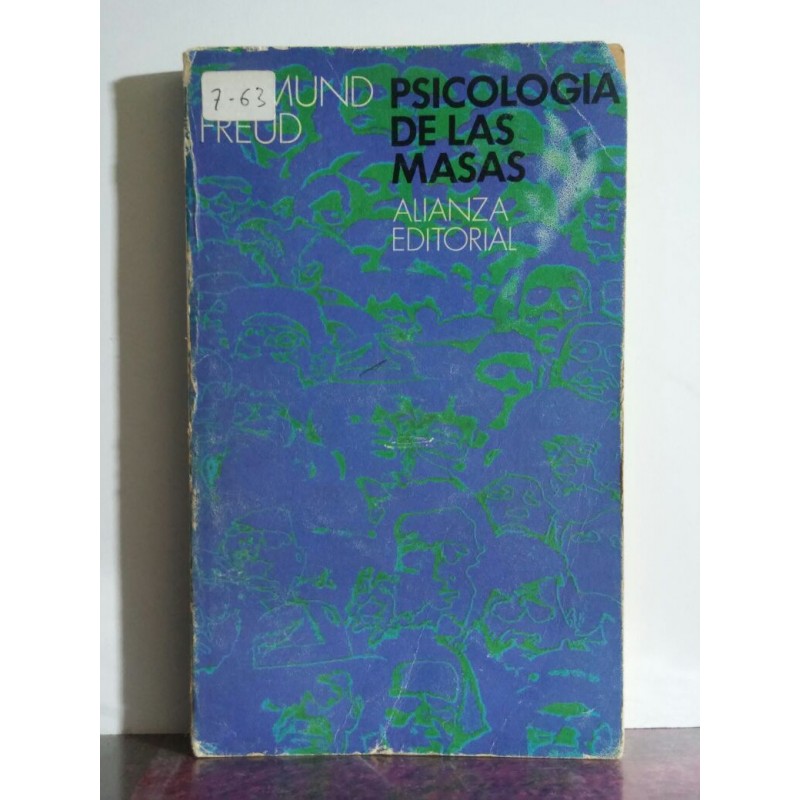 7-63
MUND
FREUD
PSICOLOGIA
DE LAS
MASAS
ALIANZA
EDITORIAL